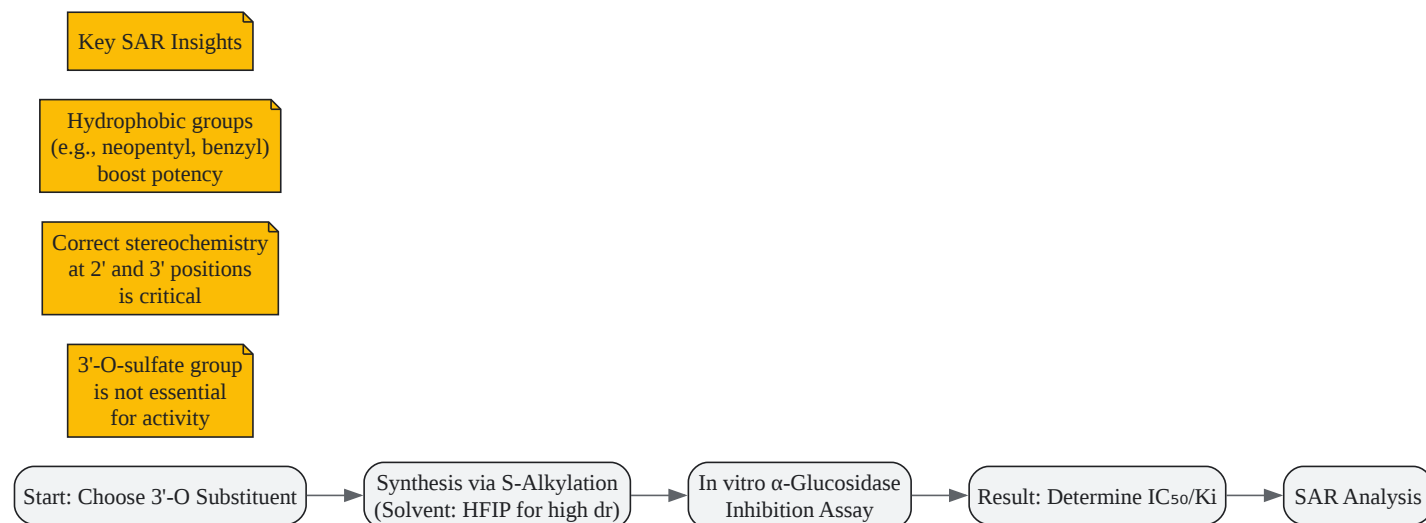 Key SAR Insights
Hydrophobic groups
(e.g., neopentyl, benzyl)
boost potency
Correct stereochemistry
at 2' and 3' positions
is critical
3'-O-sulfate group
is not essential
for activity
Start: Choose 3'-O Substituent
Synthesis via S-Alkylation
(Solvent: HFIP for high dr)
In vitro α-Glucosidase
Inhibition Assay
Result: Determine IC₅₀/Ki
SAR Analysis